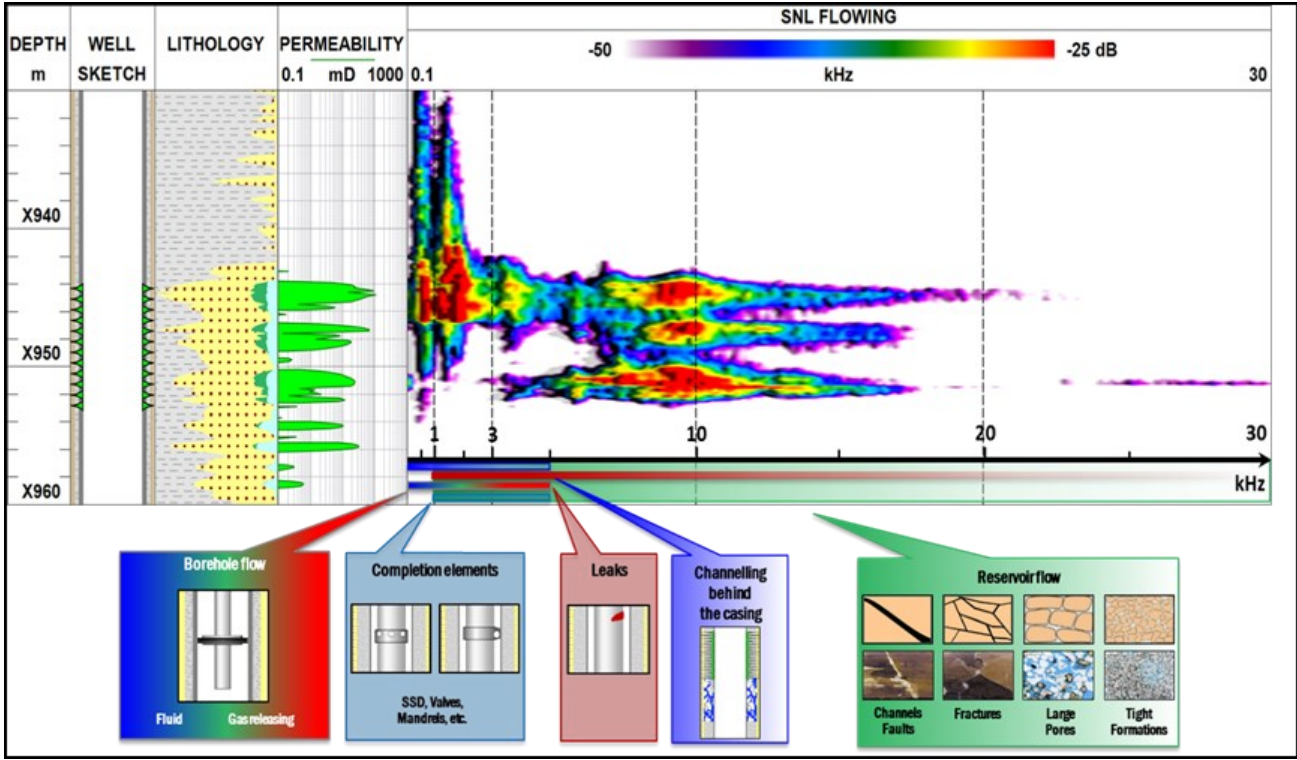 SNL FLOWING
DEPTH
m
WELL
SKETCH
LITHOLOGY
PERMEABILITY
0.1 mD 1000
-50
-25 dB
0.1
kHz
30
X940
X950
X960
1
3
10
20
30
kHz
Borehole flow
Fluid
Gas releasing
Completion elements
SSD, Valves,
Mandrels, etc.
Leaks
Channelling
behind
the casing
Reservoir flow
Channels
Faults
Fractures
Large
Pores
Tight
Formations